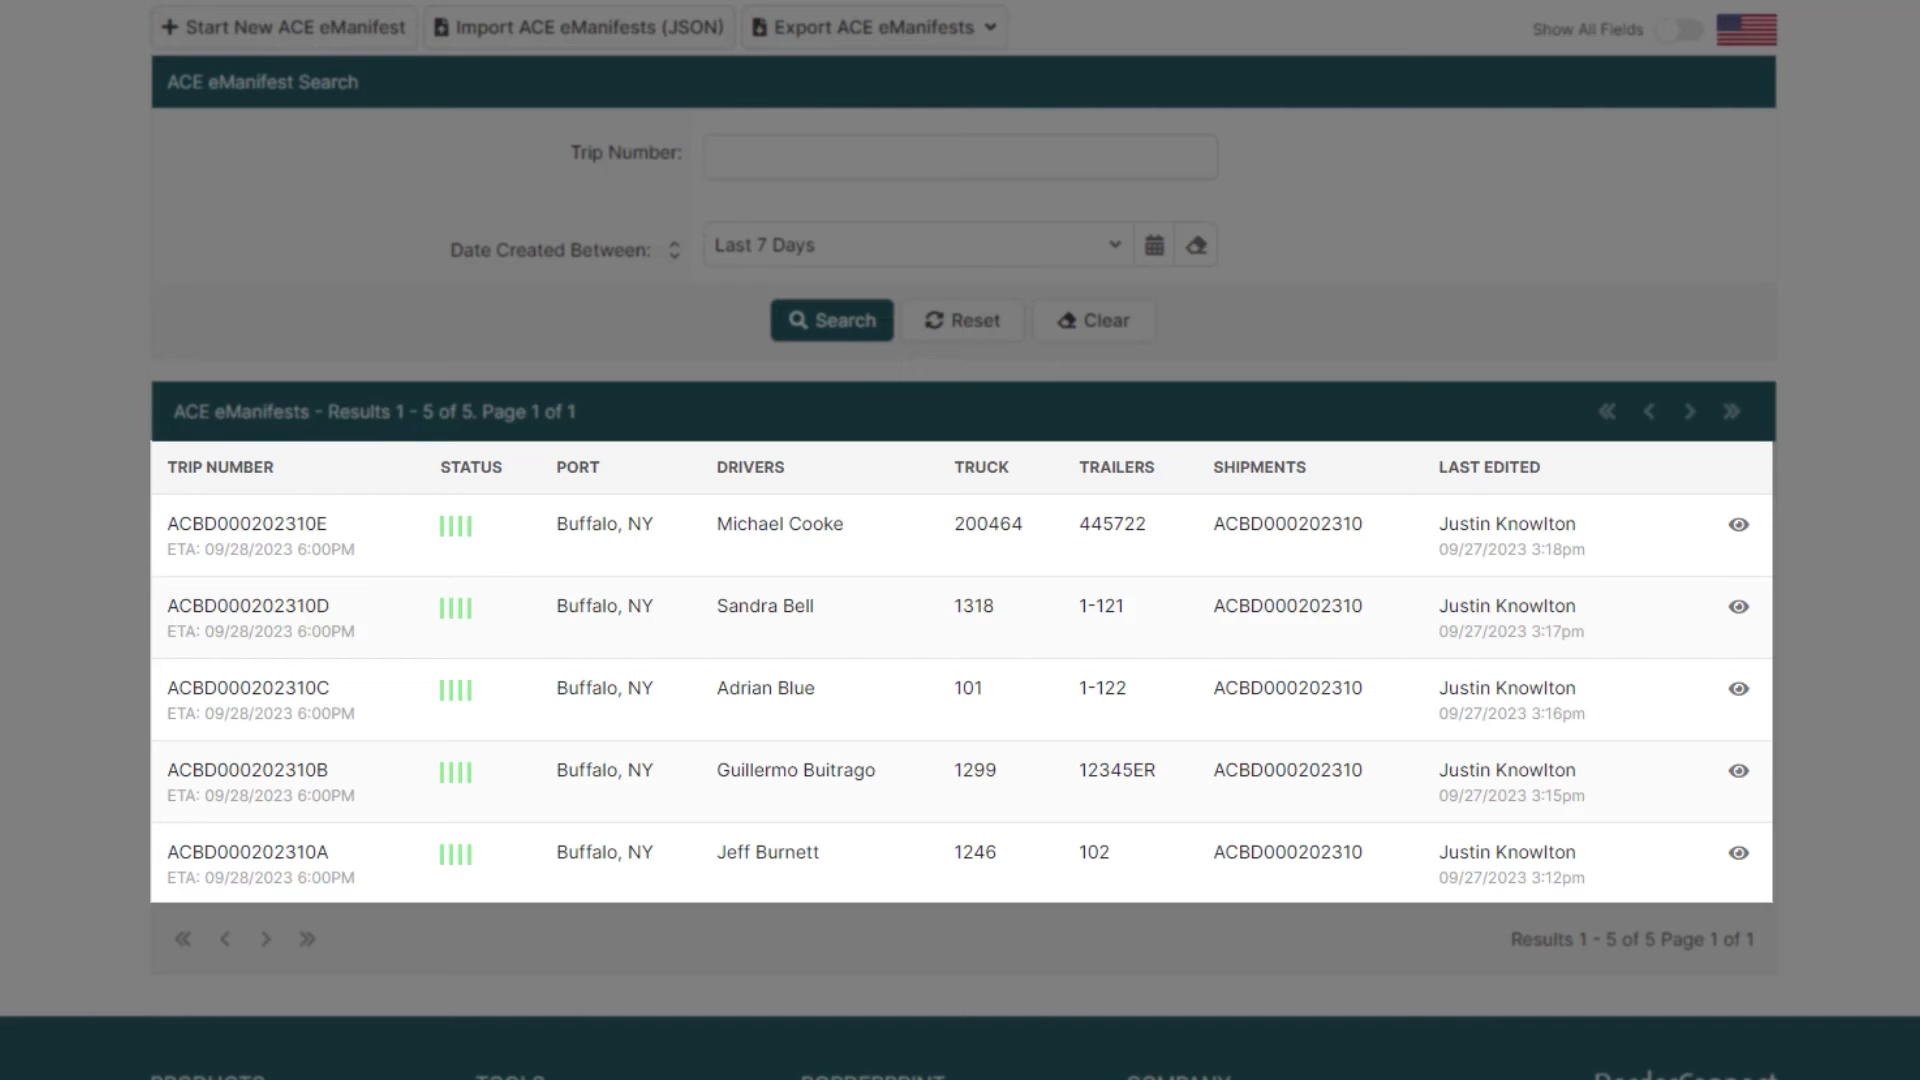 Start New ACE eManifest Import ACE eManifests (JSON) Export ACE eManifests Show All Fields
ACE eManifest Search
Trip Number:
Date Created Between: Last 7 Days
Search Reset Clear
ACE eManifests - Results 1 - 5 of 5. Page 1 of 1
TRIP NUMBER STATUS PORT DRIVERS TRUCK TRAILERS SHIPMENTS LAST EDITED
ACBD000202310E Buffalo, NY Michael Cooke 200464 445722 ACBD000202310 Justin Knowlton
ETA: 09/28/2023 6:00PM 09/27/2023 3:18pm
ACBD000202310D Buffalo, NY Sandra Bell 1318 1-121 ACBD000202310 Justin Knowlton
ETA: 09/28/2023 6:00PM 09/27/2023 3:17pm
ACBD000202310C Buffalo, NY Adrian Blue 101 1-122 ACBD000202310 Justin Knowlton
ETA: 09/28/2023 6:00PM 09/27/2023 3:16pm
ACBD000202310B Buffalo, NY Guillermo Buitrago 1299 12345ER ACBD000202310 Justin Knowlton
ETA: 09/28/2023 6:00PM 09/27/2023 3:15pm
ACBD000202310A Buffalo, NY Jeff Burnett 1246 102 ACBD000202310 Justin Knowlton
ETA: 09/28/2023 6:00PM 09/27/2023 3:12pm
Results 1 - 5 of 5 Page 1 of 1
PRODUCTS TOOLS BORDERPRINT COMPANY BorderConnect